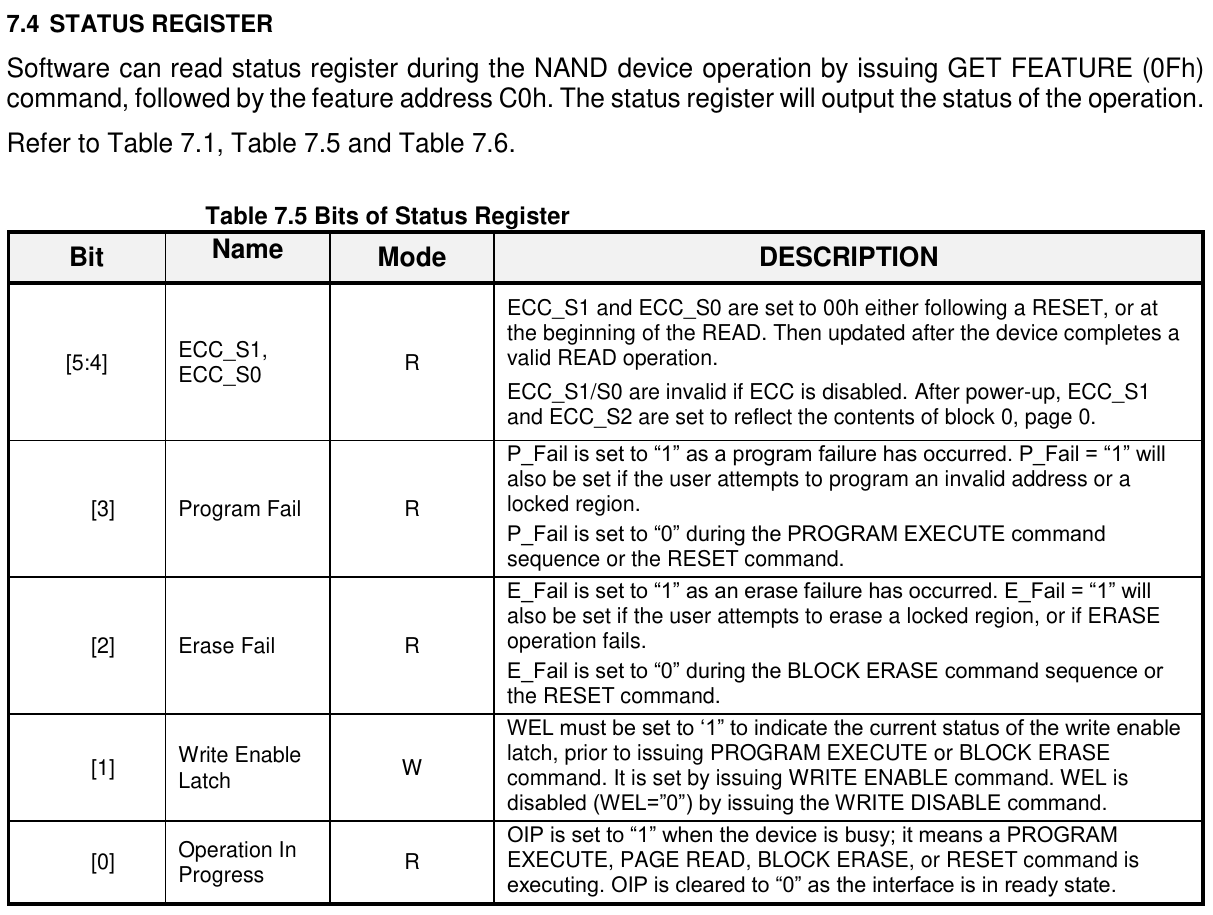 7.4 STATUS REGISTER
Software can read status register during the NAND device operation by issuing GET FEATURE (0Fh)
command, followed by the feature address C0h. The status register will output the status of the operation.
Refer to Table 7.1, Table 7.5 and Table 7.6.
Table 7.5 Bits of Status Register
Bit Name Mode DESCRIPTION
[5:4]
ECC_S1,
ECC_S0
R
ECC_S1 and ECC_S0 are set to 00h either following a RESET, or at
the beginning of the READ. Then updated after the device completes a
valid READ operation.
ECC_S1/S0 are invalid if ECC is disabled. After power-up, ECC_S1
and ECC_S2 are set to reflect the contents of block 0, page 0.
[3]
Program Fail
R
P_Fail is set to “1” as a program failure has occurred. P_Fail = “1” will
also be set if the user attempts to program an invalid address or a
locked region.
P_Fail is set to “0” during the PROGRAM EXECUTE command
sequence or the RESET command.
[2]
Erase Fail
R
E_Fail is set to “1” as an erase failure has occurred. E_Fail = “1” will
also be set if the user attempts to erase a locked region, or if ERASE
operation fails.
E_Fail is set to “0” during the BLOCK ERASE command sequence or
the RESET command.
[1]
Write Enable
Latch
W
WEL must be set to ‘1” to indicate the current status of the write enable
latch, prior to issuing PROGRAM EXECUTE or BLOCK ERASE
command. It is set by issuing WRITE ENABLE command. WEL is
disabled (WEL=”0”) by issuing the WRITE DISABLE command.
[0]
Operation In
Progress
R
OIP is set to “1” when the device is busy; it means a PROGRAM
EXECUTE, PAGE READ, BLOCK ERASE, or RESET command is
executing. OIP is cleared to “0” as the interface is in ready state.